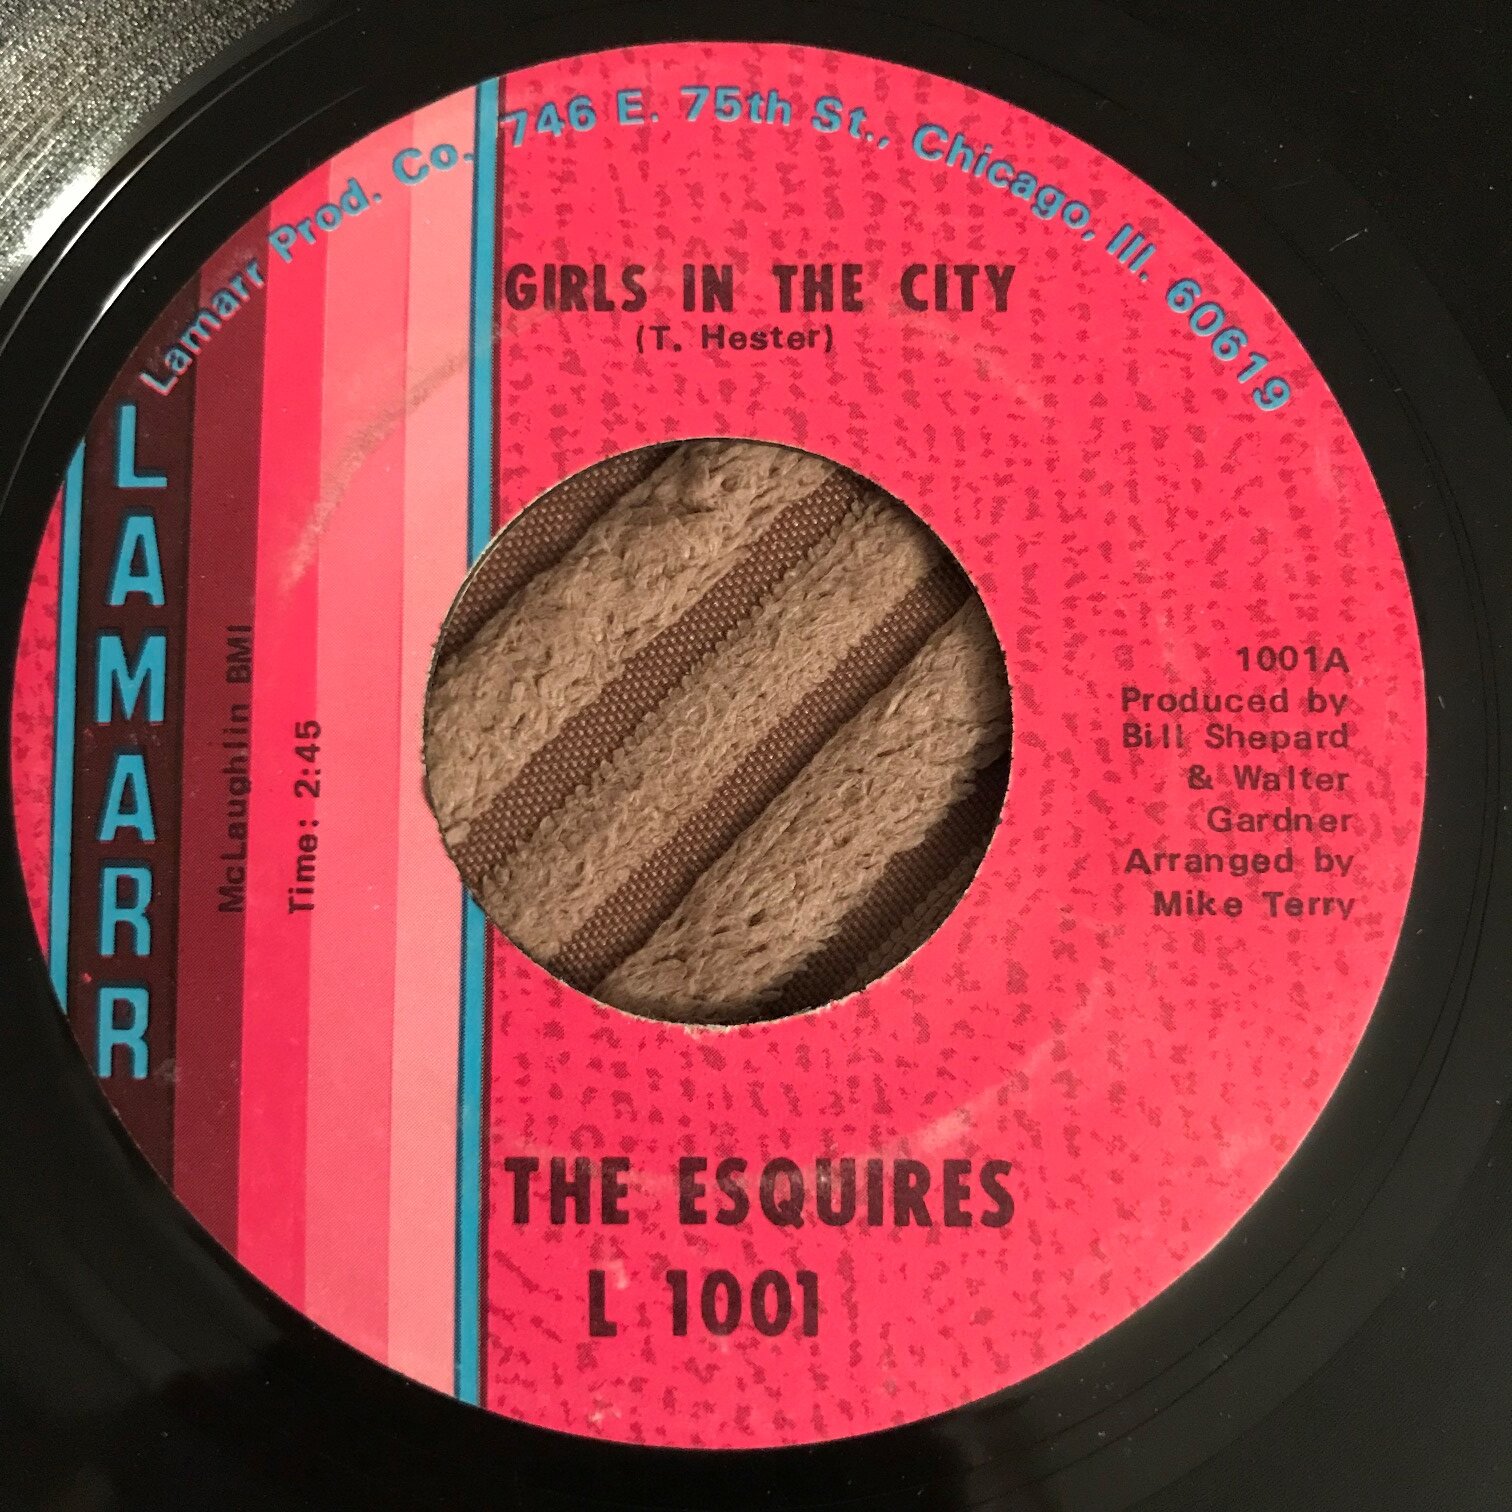 Lamarr Prod. Co. 746 E. 75th St., Chicago, Ill. 60619
GIRLS IN THE CITY
(T. Hester)
LAMARR
McLaughlin BMI
Time: 2:45
1001A
Produced by
Bill Shepard
& Walter
Gardner
Arranged by
Mike Terry
THE ESQUIRES
L 1001